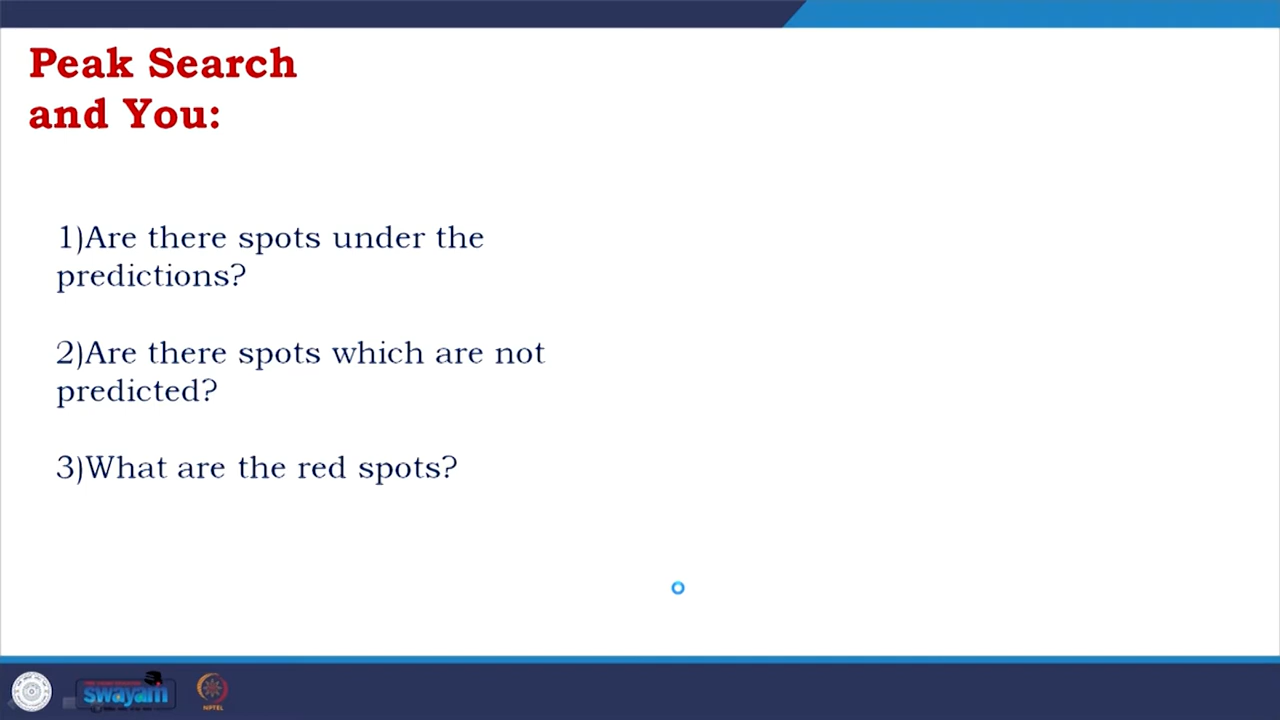 Peak Search
and You:
1)Are there spots under the
predictions?
2)Are there spots which are not
predicted?
3)What are the red spots?
swayam
NPTEL